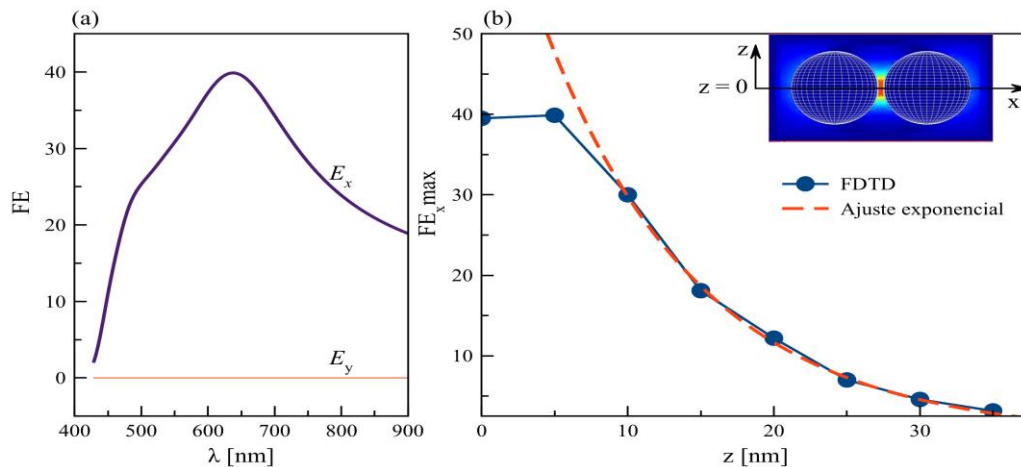 (a)
40
30
20
10
0
FE
E_x
E_y
400 500 600 700 800 900
λ [nm]
(b)
50
40
30
20
10
FE_x max
z
z = 0
x
FDTD
Ajuste exponencial
0 10 20 30
z [nm]